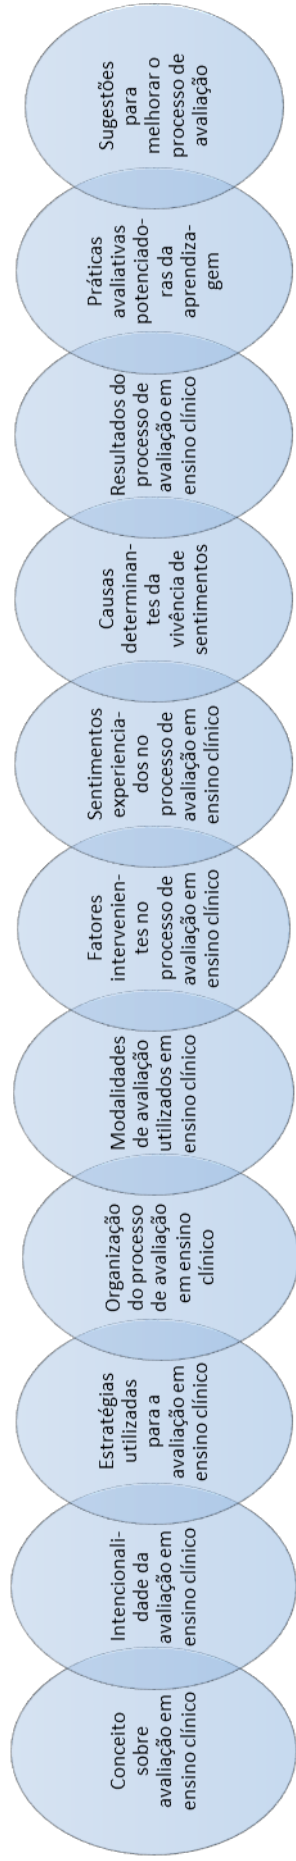 Conceito
sobre
avaliação em
ensino clínico
Intencionali-
dade da
avaliação em
ensino clínico
Estratégias
utilizadas
para a
avaliação em
ensino clínico
Organização
do processo
de avaliação
em ensino
clínico
Modalidades
de avaliação
utilizados em
ensino clínico
Fatores
intervenien-
tes no
processo de
avaliação em
ensino clínico
Sentimentos
experiencia-
dos no
processo de
avaliação em
ensino clínico
Causas
determinan-
tes da
vivência de
sentimentos
Resultados do
processo de
avaliação em
ensino clínico
Práticas
avaliativas
potenciado-
ras da
aprendiza-
gem
Sugestões
para
melhorar o
processo de
avaliação